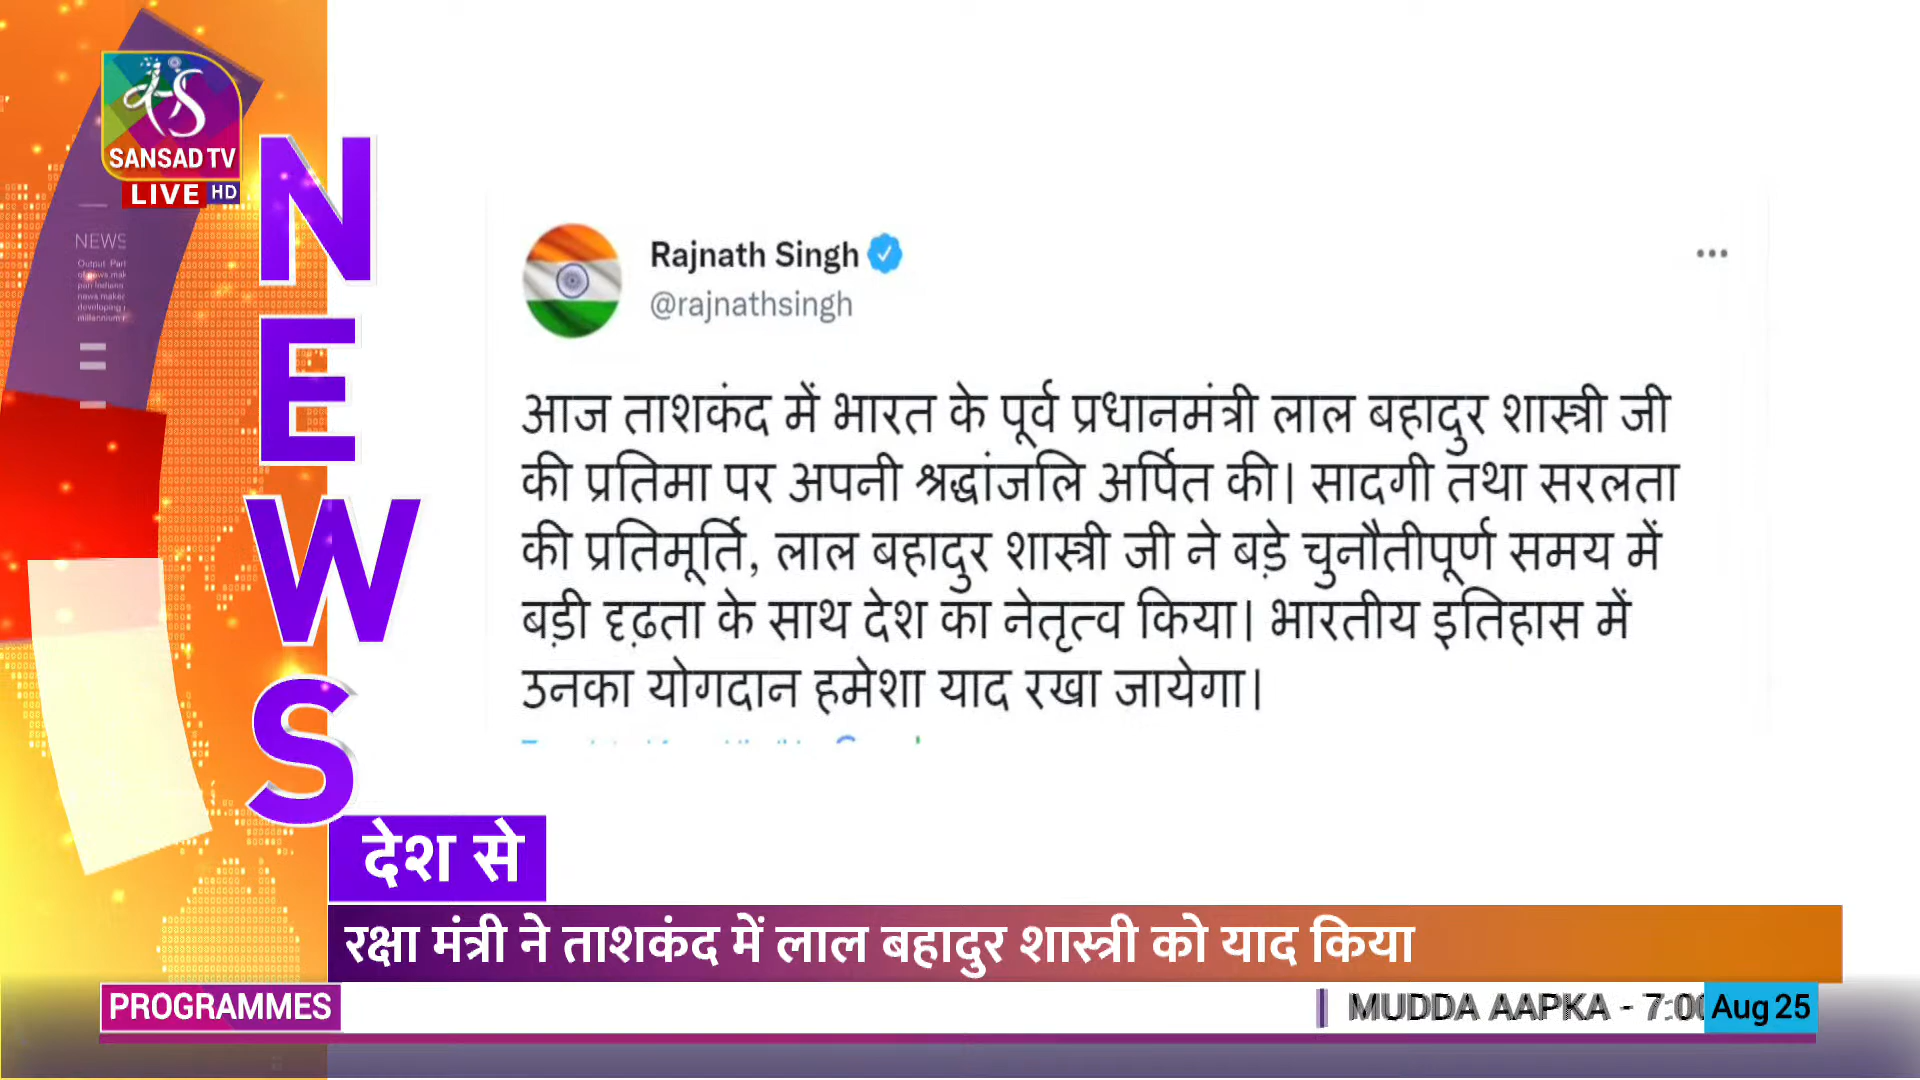 SANSAD TV
LIVE HD
NEWS
NEWS
Rajnath Singh
@rajnathsingh
आज ताशकंद में भारत के पूर्व प्रधानमंत्री लाल बहादुर शास्त्री जी
की प्रतिमा पर अपनी श्रद्धांजलि अर्पित की। सादगी तथा सरलता
की प्रतिमूर्ति, लाल बहादुर शास्त्री जी ने बड़े चुनौतीपूर्ण समय में
बड़ी दृढ़ता के साथ देश का नेतृत्व किया। भारतीय इतिहास में
उनका योगदान हमेशा याद रखा जायेगा।
देश से
रक्षा मंत्री ने ताशकंद में लाल बहादुर शास्त्री को याद किया
PROGRAMMES
MUDDA AAPKA - 7:00
Aug 25